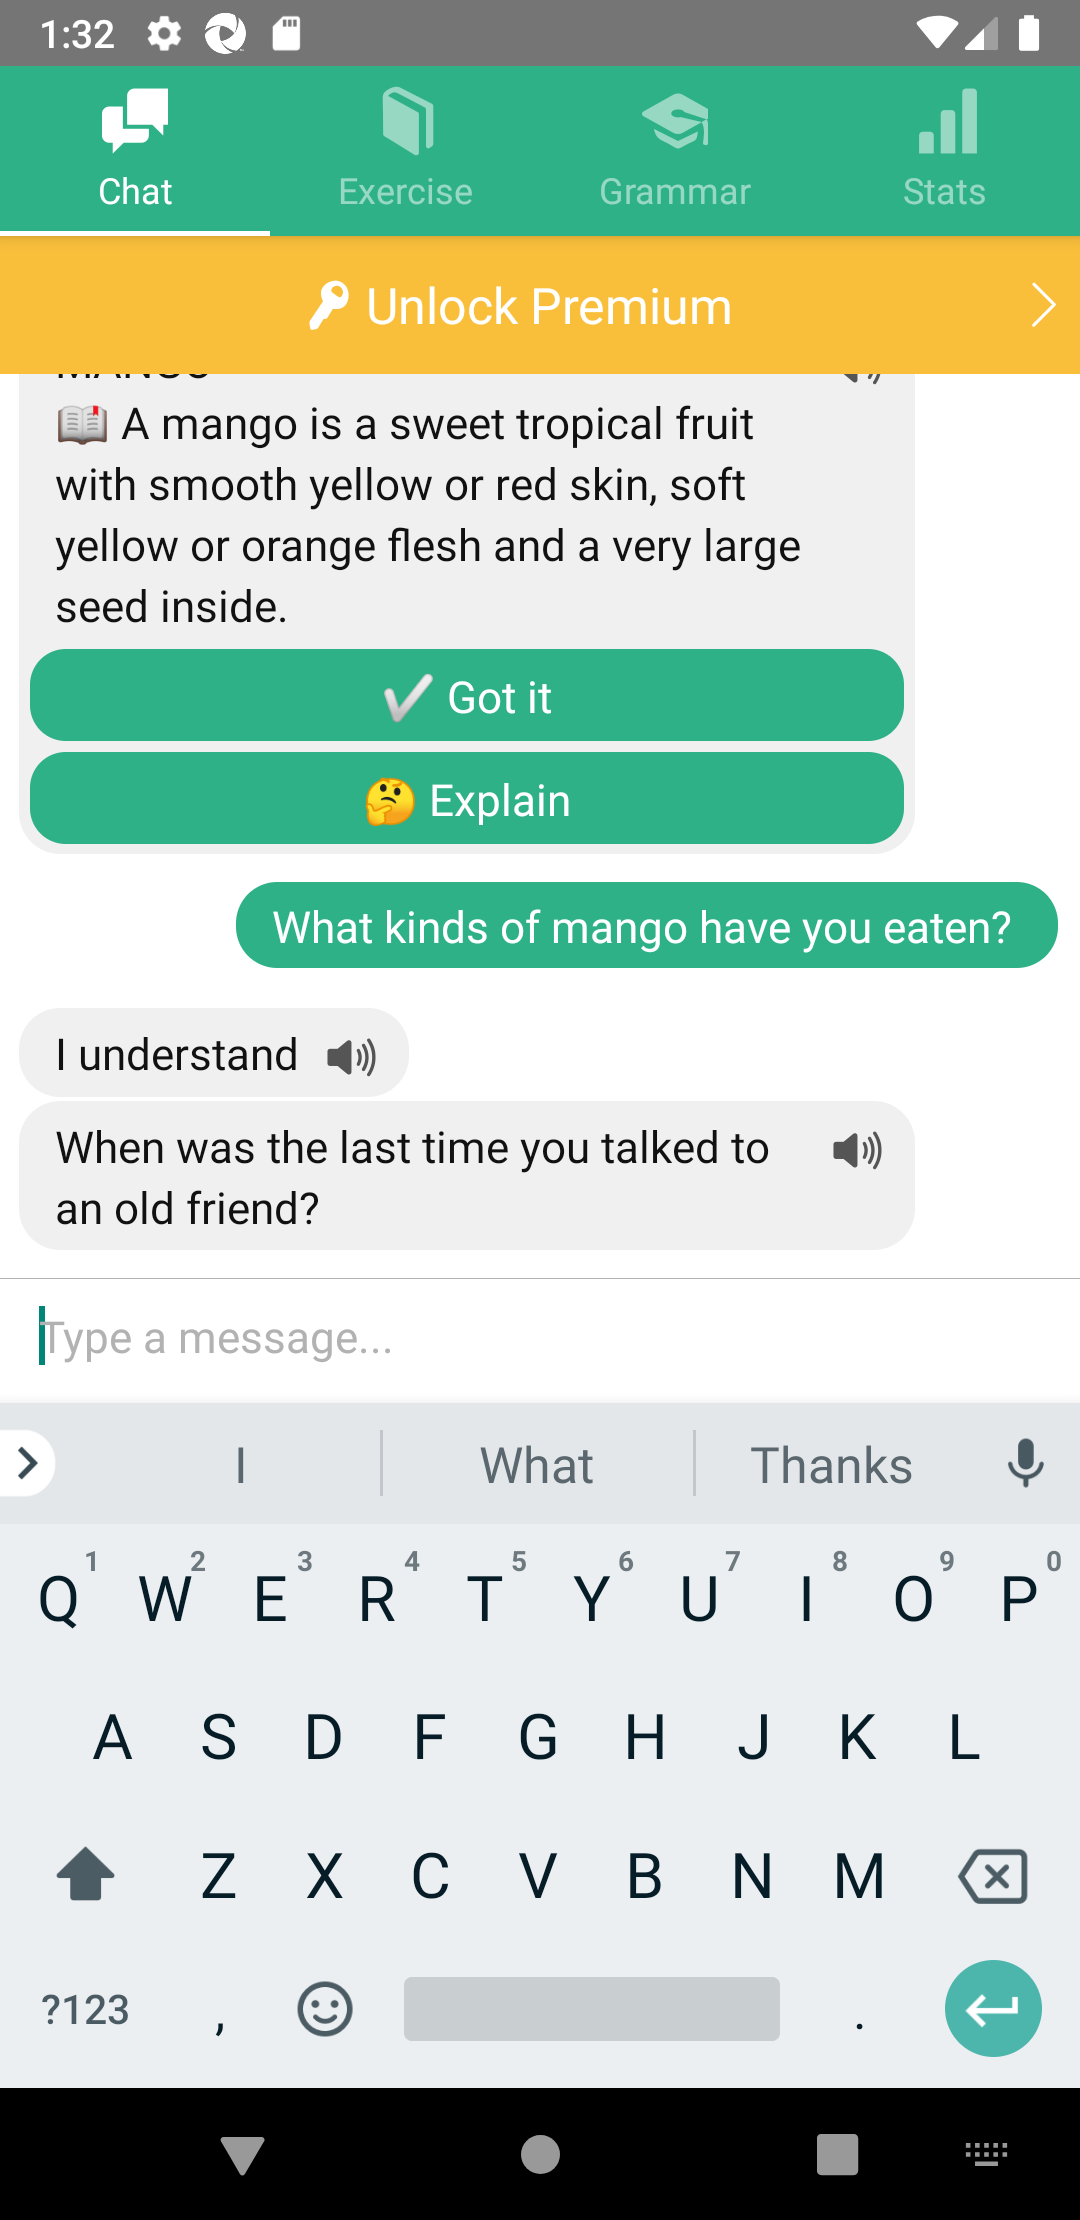 1:32
Chat
Exercise
Grammar
Stats
Unlock Premium
MANGO
A mango is a sweet tropical fruit
with smooth yellow or red skin, soft
yellow or orange flesh and a very large
seed inside.
Got it
Explain
What kinds of mango have you eaten?
I understand
When was the last time you talked to
an old friend?
Type a message...
I What Thanks
Q 1 W 2 E 3 R 4 T 5 Y 6 U 7 I 8 O 9 P 0
A S D F G H J K L
Z X C V B N M
?123 , .